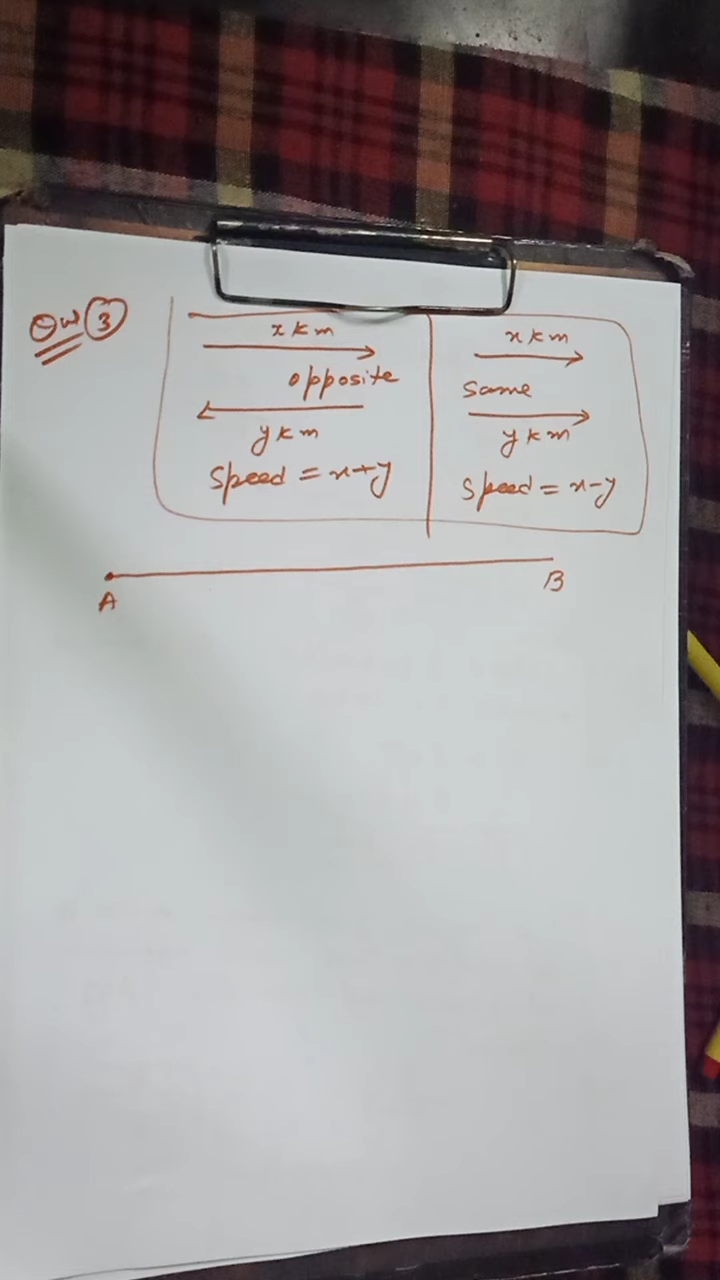 QW 3
x km
opposite
y km
Speed = x+y
x km
same
y km
Speed = x-y
A
B